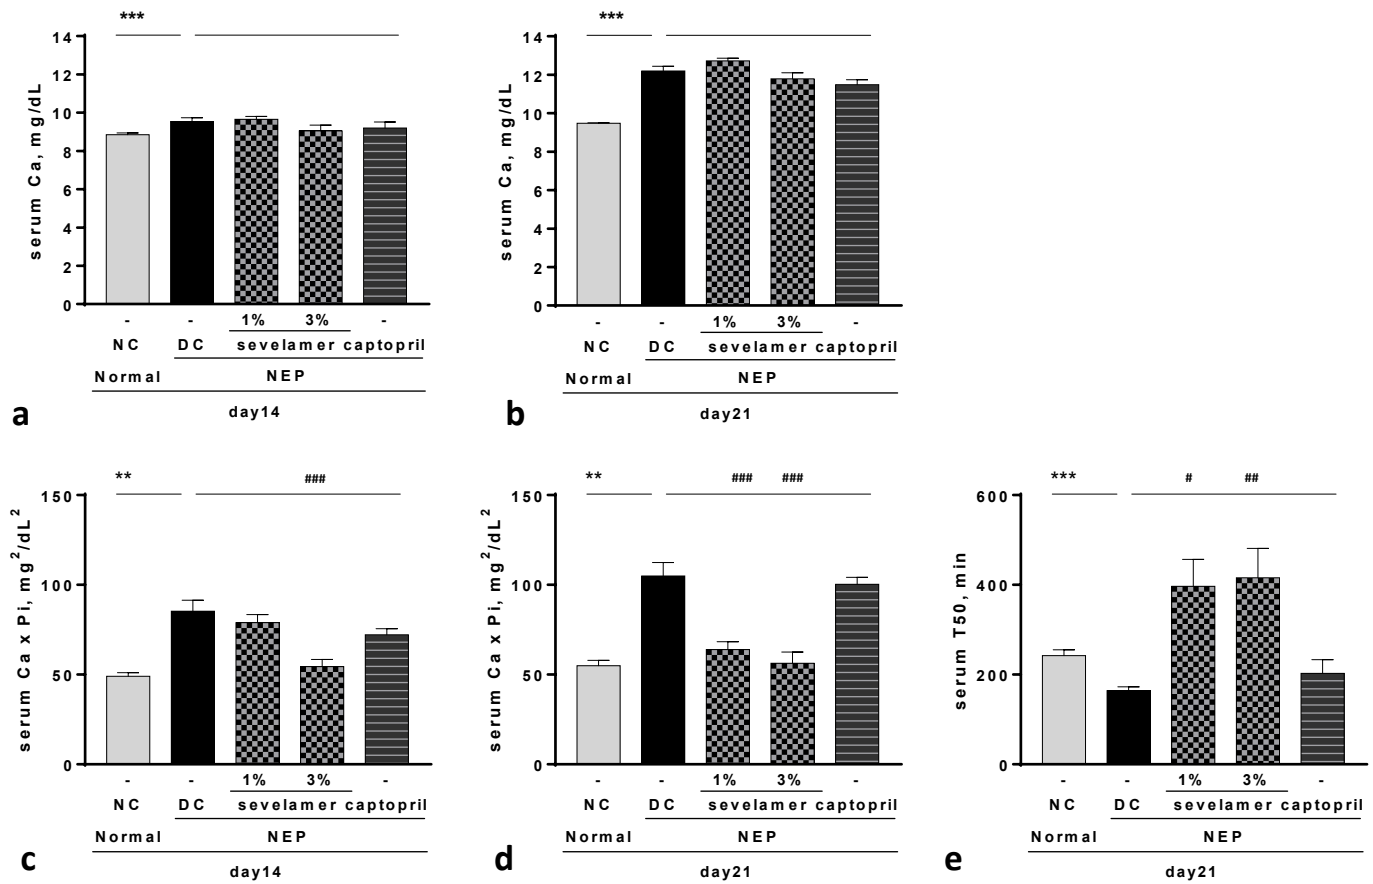 ***
serum Ca, mg/dL
14
12
10
8
6
4
2
0
- - 1% 3% -
NC DC sevelamer captopril
Normal NEP
day14
a
***
serum Ca, mg/dL
14
12
10
8
6
4
2
0
- - 1% 3% -
NC DC sevelamer captopril
Normal NEP
day21
b
** ###
serum Ca x Pi, mg²/dL²
150
100
50
0
- - 1% 3% -
NC DC sevelamer captopril
Normal NEP
day14
c
** ### ###
serum Ca x Pi, mg²/dL²
150
100
50
0
- - 1% 3% -
NC DC sevelamer captopril
Normal NEP
day21
d
*** # ##
serum T50, min
600
400
200
0
- - 1% 3% -
NC DC sevelamer captopril
Normal NEP
day21
e